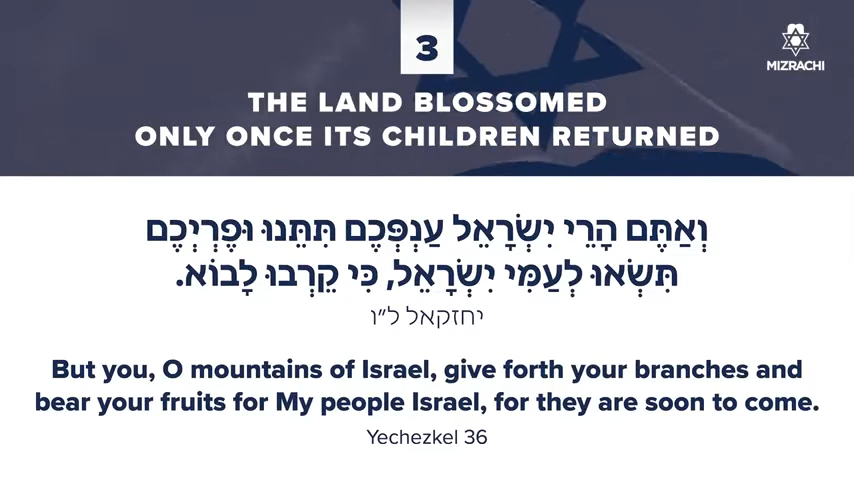 3
MIZRACHI
THE LAND BLOSSOMED
ONLY ONCE ITS CHILDREN RETURNED
וְאַתֶּם הָרֵי יִשְׂרָאֵל עַנְפְּכֶם תִּתֵּנוּ וּפֶרְיְכֶם
תִּשְׂאוּ לְעַמִּי יִשְׂרָאֵל, כִּי קֵרְבוּ לָבוֹא.
יחזקאל ל״ו
But you, O mountains of Israel, give forth your branches and
bear your fruits for My people Israel, for they are soon to come.
Yechezkel 36